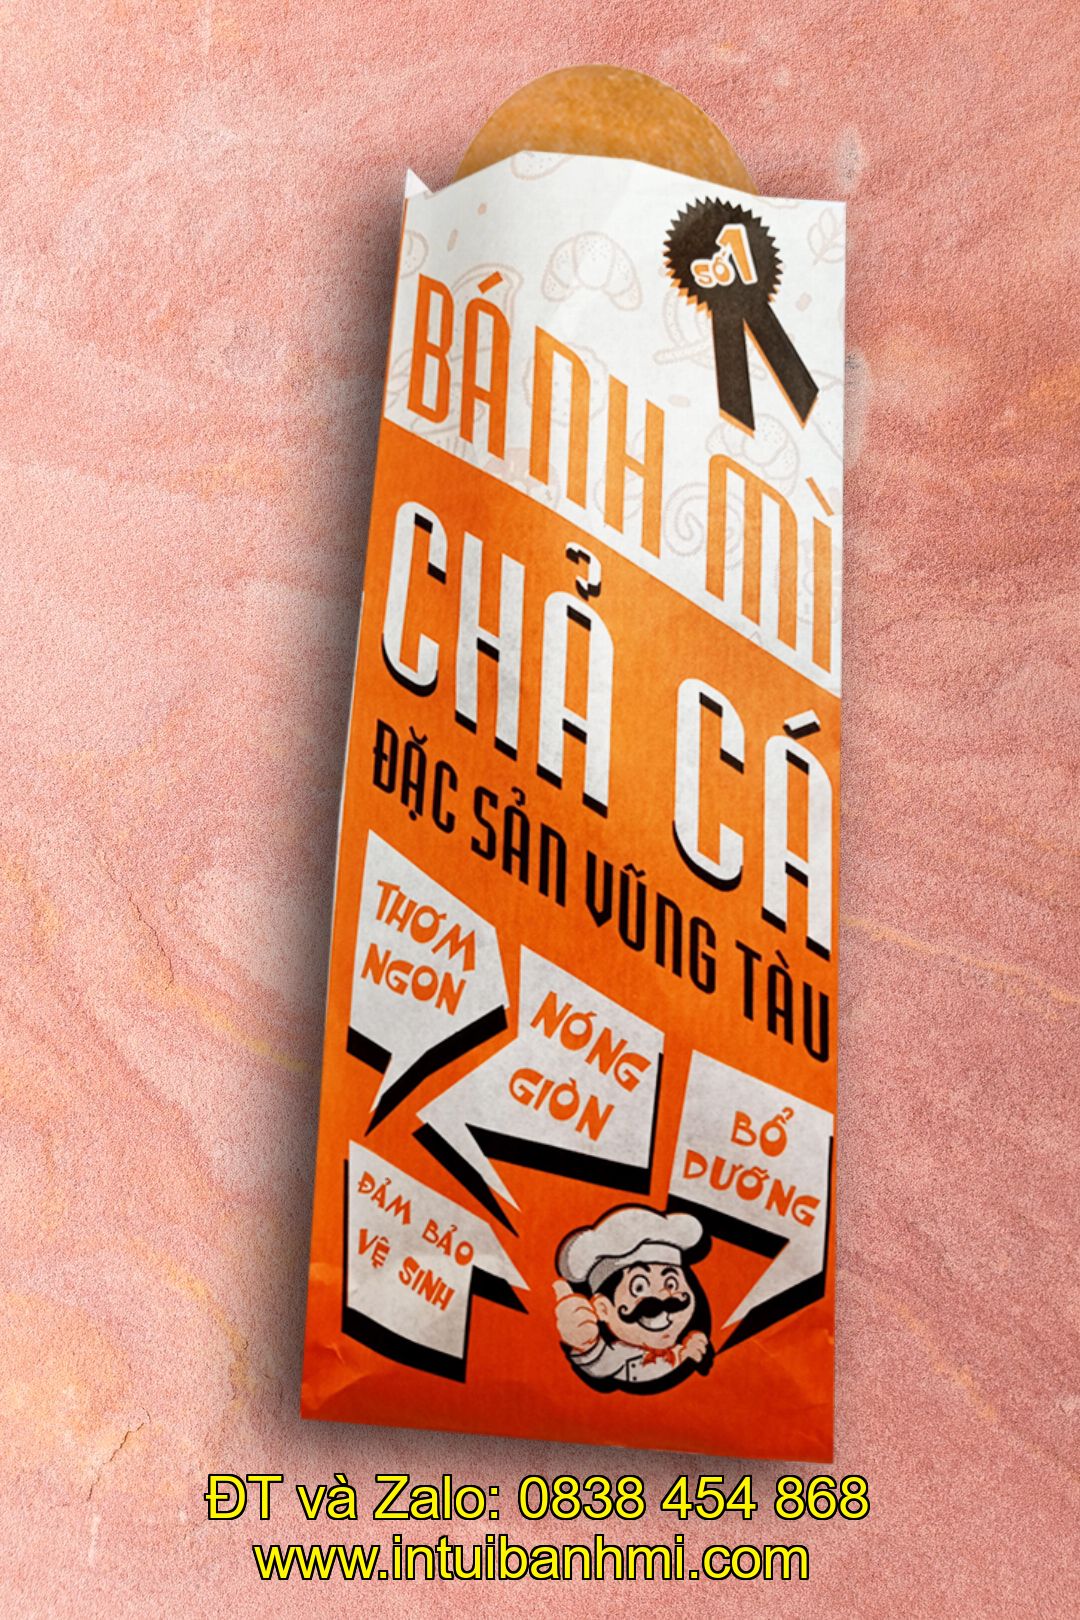 SỐ 1
BÁNH MÌ
CHẢ CÁ
ĐẶC SẢN VŨNG TÀU
THƠM
NGON
NÓNG
GIÒN
BỔ
DƯỠNG
ĐẢM BẢO
VỆ SINH
ĐT và Zalo: 0838 454 868
www.intuibanhmi.com